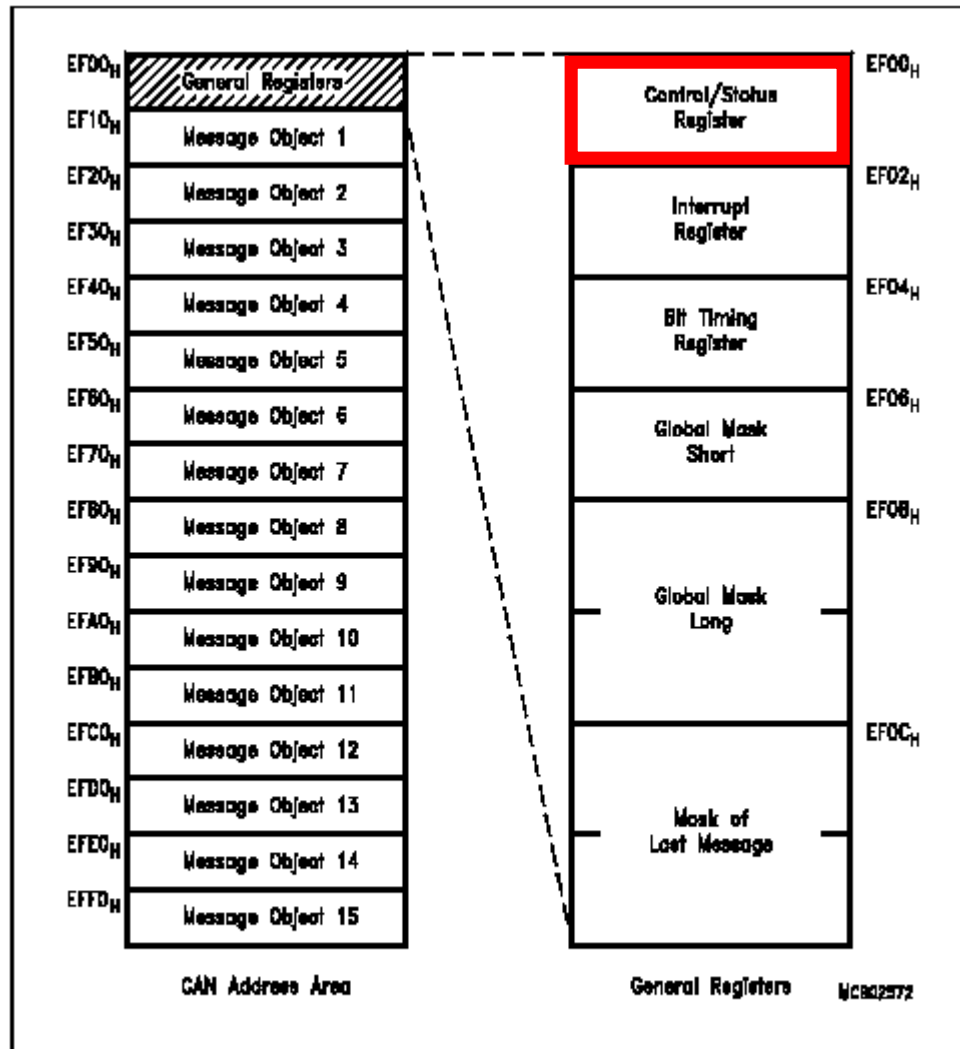 EF00H
General Registers
EF10H
Message Object 1
EF20H
Message Object 2
EF30H
Message Object 3
EF40H
Message Object 4
EF50H
Message Object 5
EF60H
Message Object 6
EF70H
Message Object 7
EF80H
Message Object 8
EF90H
Message Object 9
EFA0H
Message Object 10
EFB0H
Message Object 11
EFC0H
Message Object 12
EFD0H
Message Object 13
EFE0H
Message Object 14
EFF0H
Message Object 15
CAN Address Area
EF00H
Control/Status
Register
EF02H
Interrupt
Register
EF04H
Bit Timing
Register
EF06H
Global Mask
Short
EF08H
Global Mask
Long
EF0CH
Mask of
Last Message
General Registers
MCB02972